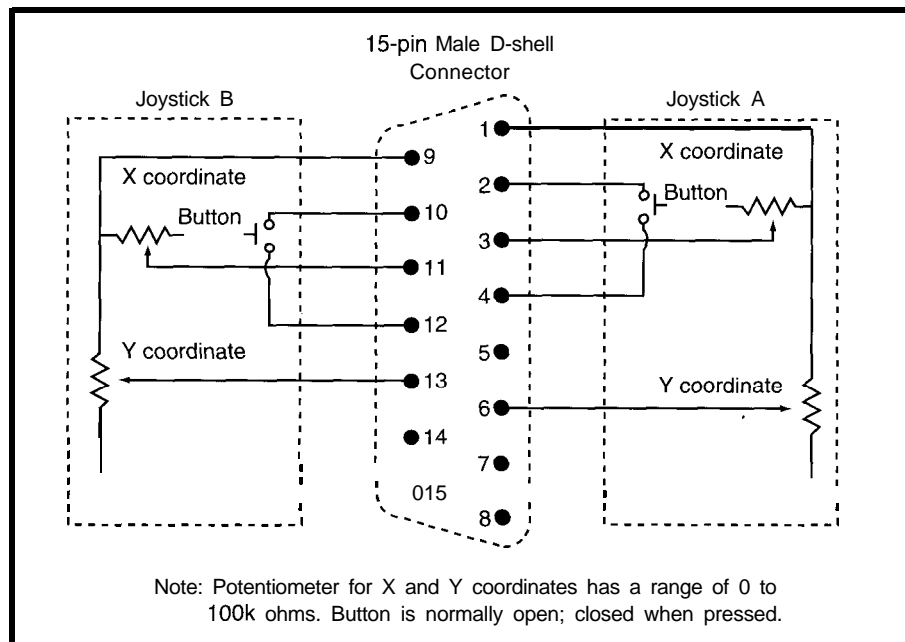 15-pin Male D-shell
Connector
Joystick B
Joystick A
1
X coordinate
9
X coordinate
2
Button
10
Button
3
11
4
12
5
Y coordinate
13
Y coordinate
6
14
7
015
8
Note: Potentiometer for X and Y coordinates has a range of 0 to
100k ohms. Button is normally open; closed when pressed.